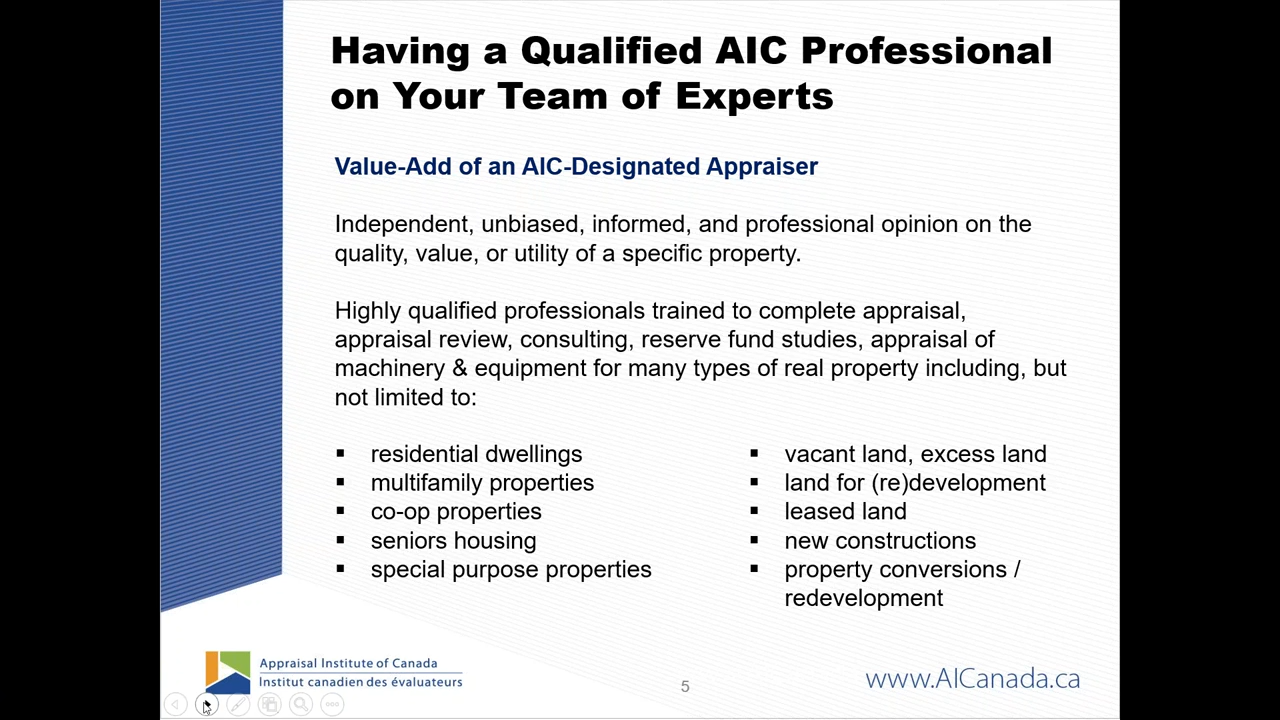 Having a Qualified AIC Professional
on Your Team of Experts
Value-Add of an AIC-Designated Appraiser
Independent, unbiased, informed, and professional opinion on the
quality, value, or utility of a specific property.
Highly qualified professionals trained to complete appraisal,
appraisal review, consulting, reserve fund studies, appraisal of
machinery & equipment for many types of real property including, but
not limited to:
▪ residential dwellings
▪ multifamily properties
▪ co-op properties
▪ seniors housing
▪ special purpose properties
▪ vacant land, excess land
▪ land for (re)development
▪ leased land
▪ new constructions
▪ property conversions /
redevelopment
Appraisal Institute of Canada
Institut canadien des évaluateurs
5
www.AICanada.ca